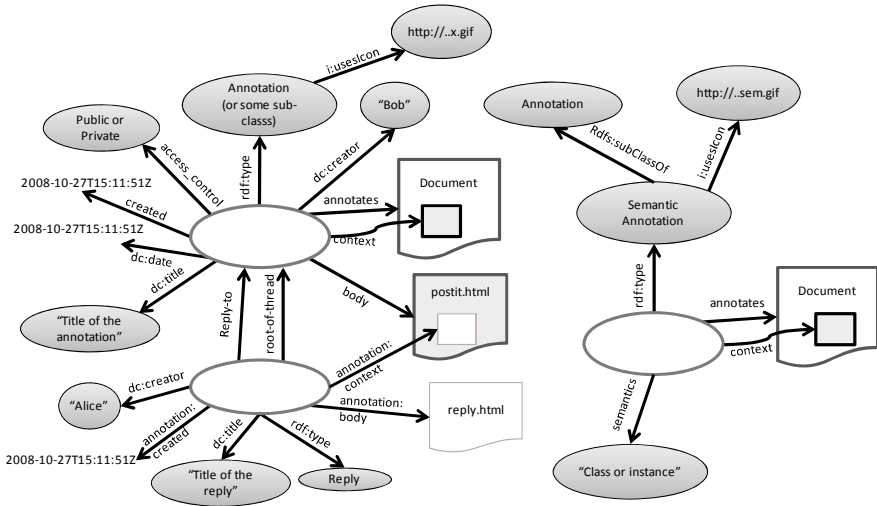 http://..x.gif
i:usesIcon
Annotation
(or some sub-
classs)
"Bob"
Public or
Private
access_control
rdf:type
dc:creator
2008-10-27T15:11:51Z
created
2008-10-27T15:11:51Z
dc:date
dc:title
"Title of the
annotation"
annotates
context
Document
body
postit.html
Reply-to
root-of-thread
annotation:
context
"Alice"
dc:creator
annotation:
created
2008-10-27T15:11:51Z
dc:title
"Title of the
reply"
rdf:type
Reply
annotation:
body
reply.html
Annotation
http://..sem.gif
Rdfs:subClassOf
i:usesIcon
Semantic
Annotation
rdf:type
annotates
context
Document
semantics
"Class or instance"